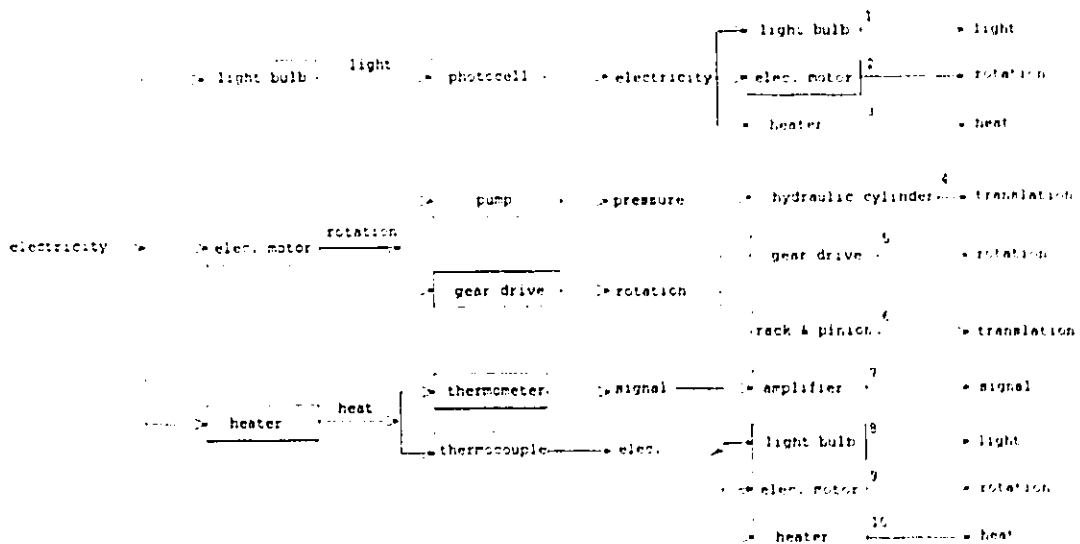 light bulb 1 light
light bulb light photocell electricity elec. motor 2 rotation
heater 3 heat
pump pressure hydraulic cylinder 4 translation
electricity elec. motor rotation gear drive 5 rotation
gear drive rotation
rack & pinion 6 translation
thermometer signal amplifier 7 signal
heater heat
thermocouple elec. light bulb 8 light
elec. motor 9 rotation
heater 10 heat